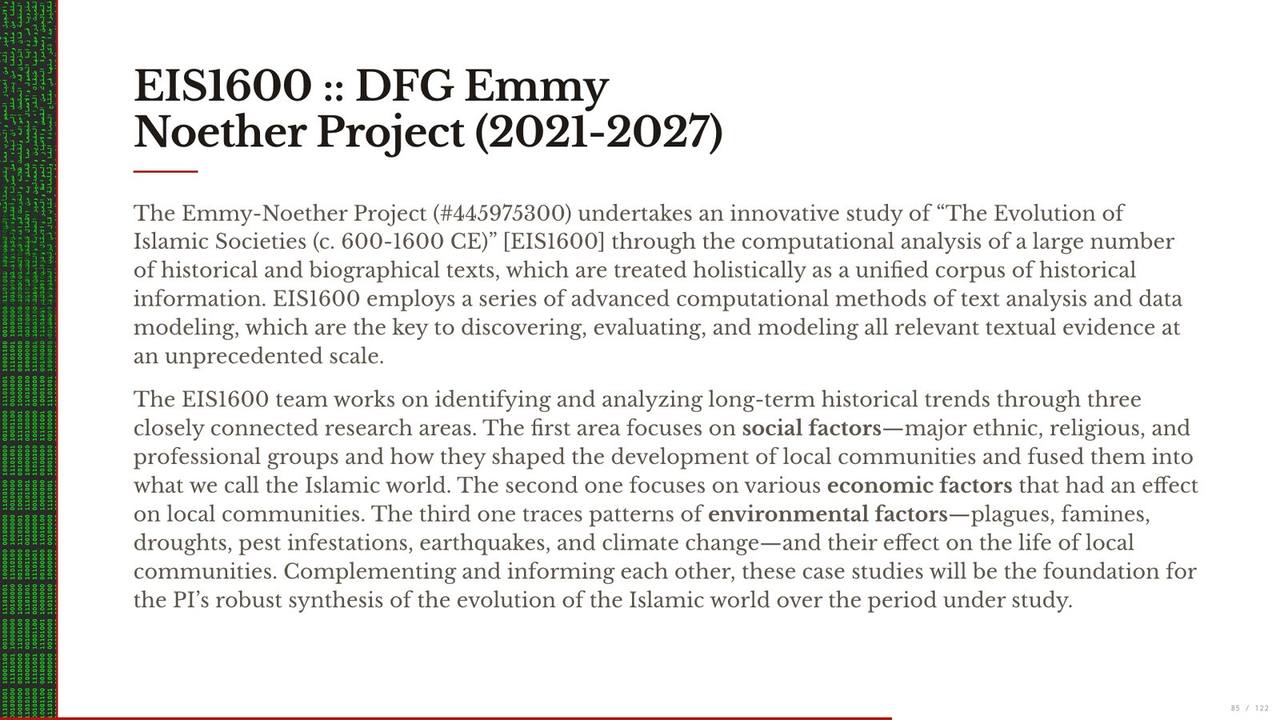 EIS1600 :: DFG Emmy
Noether Project (2021-2027)
The Emmy-Noether Project (#445975300) undertakes an innovative study of “The Evolution of
Islamic Societies (c. 600-1600 CE)” [EIS1600] through the computational analysis of a large number
of historical and biographical texts, which are treated holistically as a unified corpus of historical
information. EIS1600 employs a series of advanced computational methods of text analysis and data
modeling, which are the key to discovering, evaluating, and modeling all relevant textual evidence at
an unprecedented scale.
The EIS1600 team works on identifying and analyzing long-term historical trends through three
closely connected research areas. The first area focuses on social factors—major ethnic, religious, and
professional groups and how they shaped the development of local communities and fused them into
what we call the Islamic world. The second one focuses on various economic factors that had an effect
on local communities. The third one traces patterns of environmental factors—plagues, famines,
droughts, pest infestations, earthquakes, and climate change—and their effect on the life of local
communities. Complementing and informing each other, these case studies will be the foundation for
the PI’s robust synthesis of the evolution of the Islamic world over the period under study.
85 / 122